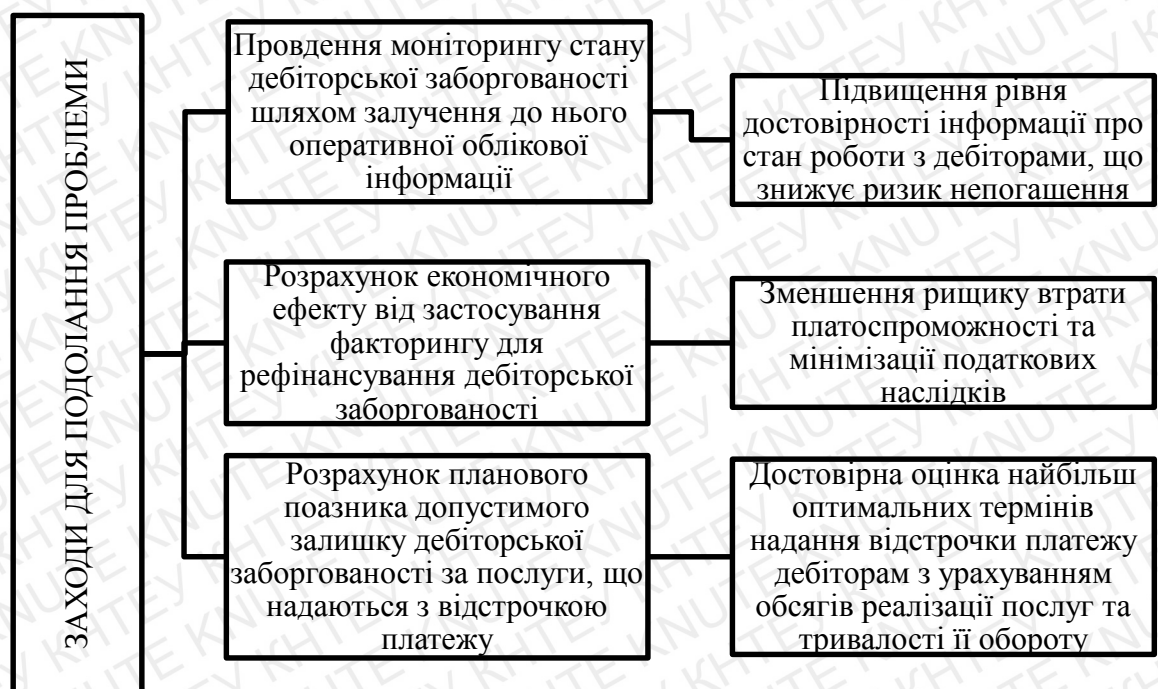 ЗАХОДИ ДЛЯ ПОДОЛАННЯ ПРОБЛЕМИ
Провдення моніторингу стану
дебіторської заборгованості
шляхом залучення до нього
оперативної облікової
інформації
Підвищення рівня
достовірності інформації про
стан роботи з дебіторами, що
знижує ризик непогашення
Розрахунок економічного
ефекту від застосування
факторингу для
рефінансування дебіторської
заборгованості
Зменшення рищику втрати
платоспроможності та
мінімізації податкових
наслідків
Розрахунок планового
поазника допустимого
залишку дебіторської
заборгованості за послуги, що
надаються з відстрочкою
платежу
Достовірна оцінка найбільш
оптимальних термінів
надання відстрочки платежу
дебіторам з урахуванням
обсягів реалізації послуг та
тривалості її обороту